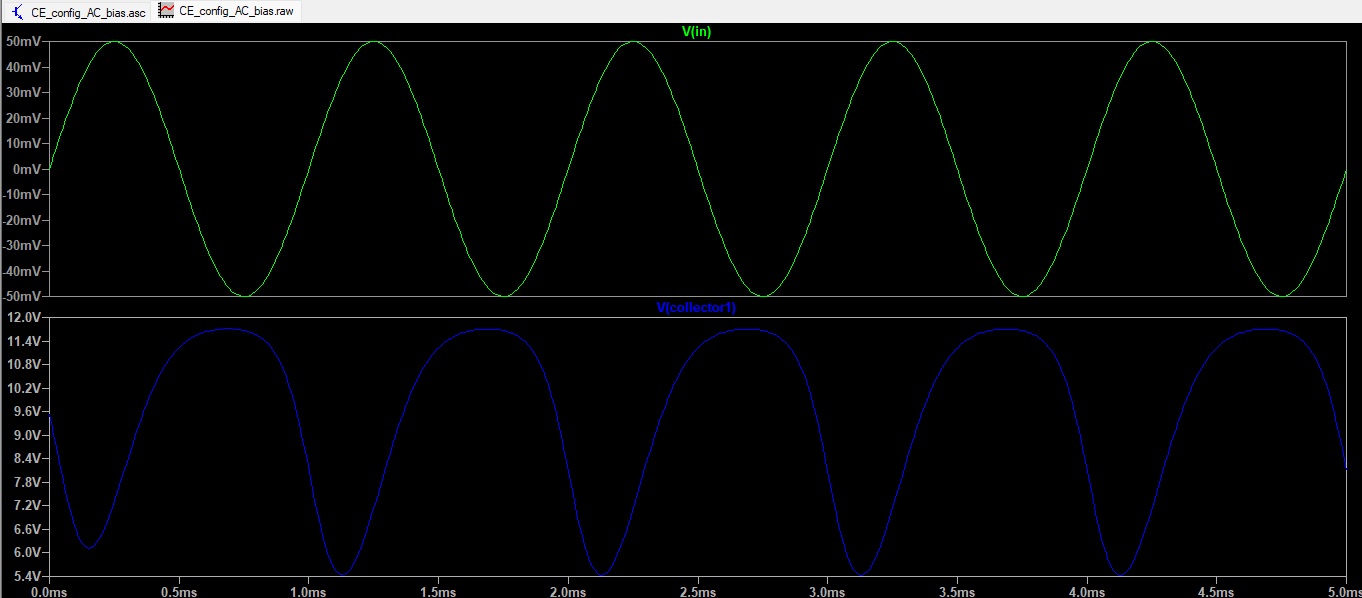 CE_config_AC_bias.asc CE_config_AC_bias.raw
V(in)
50mV
40mV
30mV
20mV
10mV
0mV
-10mV
-20mV
-30mV
-40mV
-50mV
V(collector1)
12.0V
11.4V
10.8V
10.2V
9.6V
9.0V
8.4V
7.8V
7.2V
6.6V
6.0V
5.4V
0.0ms 0.5ms 1.0ms 1.5ms 2.0ms 2.5ms 3.0ms 3.5ms 4.0ms 4.5ms 5.0ms